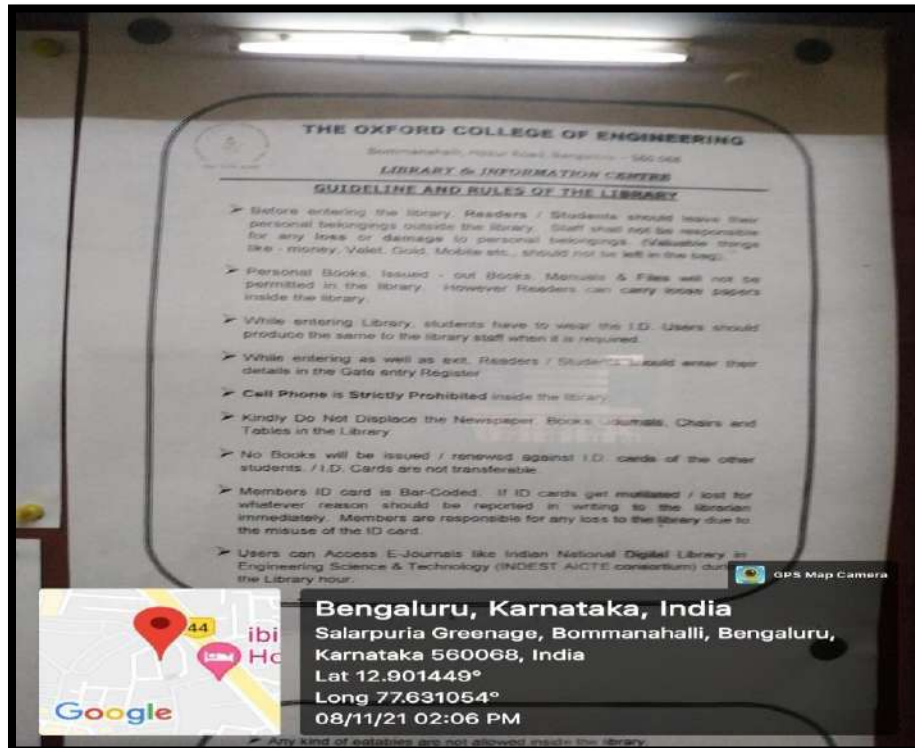 THE OXFORD COLLEGE OF ENGINEERING
Bommanahalli, Hosur Road, Bangalore - 560 068
LIBRARY & INFORMATION CENTRE
GUIDELINE AND RULES OF THE LIBRARY
➢ Before entering the library, Readers / Students should leave their
personal belongings outside the library. Staff shall not be responsible
for any loss or damage to personal belongings. (Valuable things
like - money, Valet, Gold, Mobile etc., should not be left in the bag).
➢ Personal Books, Issued - out Books, Manuals & Files will not be
permitted in the library. However Readers can carry loose papers
inside the library.
➢ While entering Library, students have to wear the I.D. Users should
produce the same to the library staff when it is required.
➢ While entering as well as exit, Readers / Students should enter their
details in the Gate entry Register
➢ Cell Phone is Strictly Prohibited inside the library
➢ Kindly Do Not Displace the Newspaper, Books, Journals, Chairs and
Tables in the Library
➢ No Books will be issued / renewed against I.D. cards of the other
students. / I.D. Cards are not transferable.
➢ Members ID card is Bar-Coded. If ID cards get mutilated / lost for
whatever reason should be reported in writing to the librarian
immediately. Members are responsible for any loss to the library due to
the misuse of the ID card.
➢ Users can Access E-Journals like Indian National Digital Library in
Engineering Science & Technology (INDEST AICTE consortium)
the Library hour.
GPS Map Camera
44
ibi
Ho
Google
Bengaluru, Karnataka, India
Salarpuria Greenage, Bommanahalli, Bengaluru,
Karnataka 560068, India
Lat 12.901449°
Long 77.631054°
08/11/21 02:06 PM
➢ Any kind of eatables are not allowed inside the library.